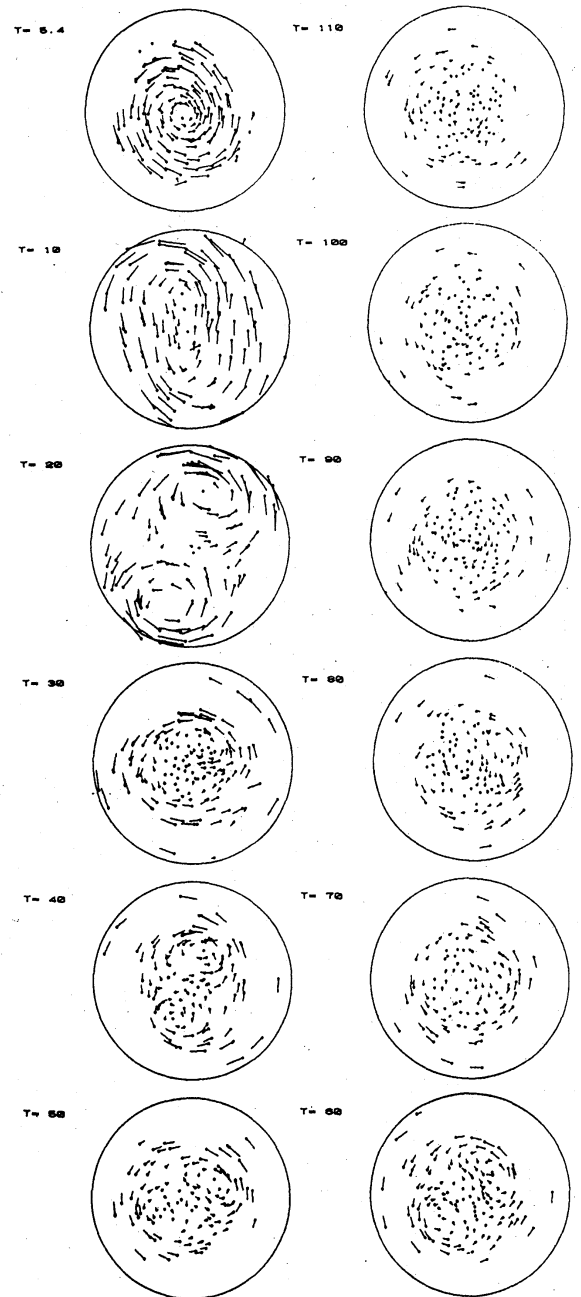 T= 5.4
T= 110
T= 10
T= 100
T= 20
T= 90
T= 30
T= 80
T= 40
T= 70
T= 50
T= 60